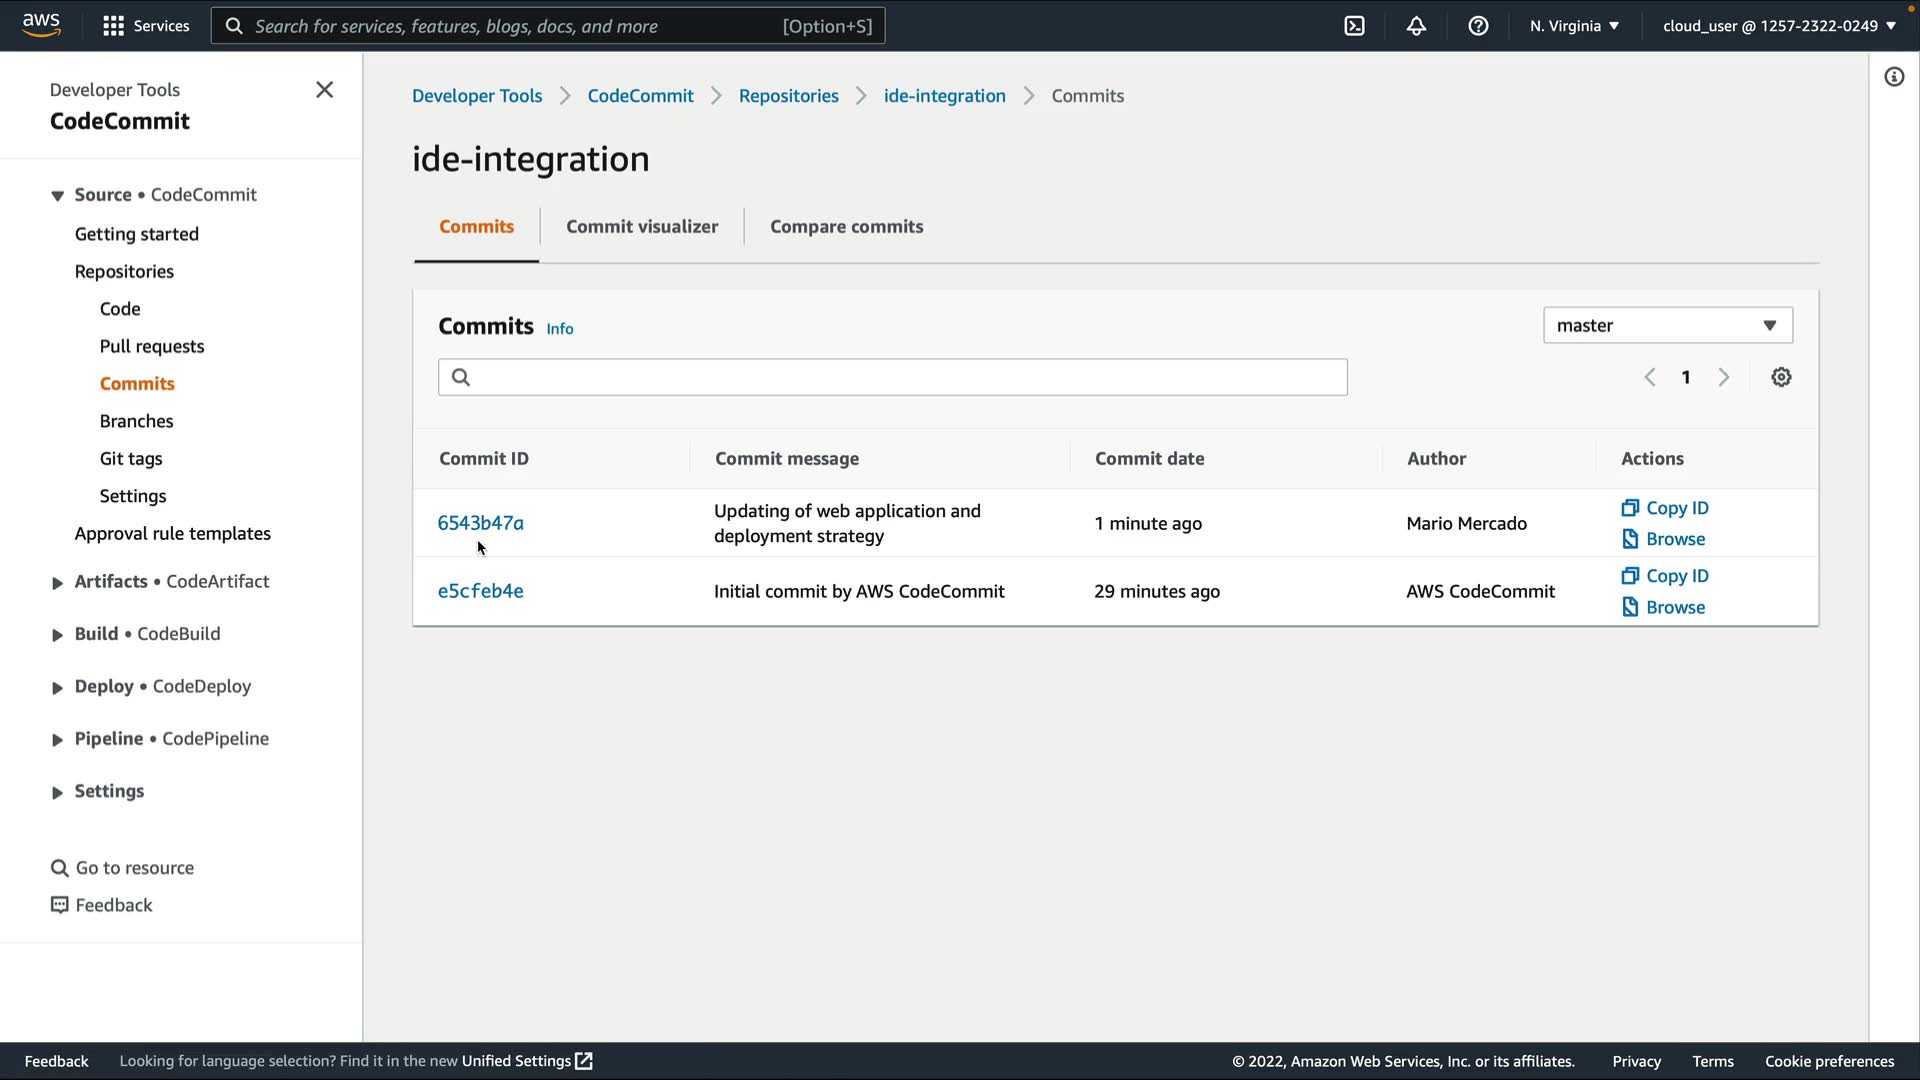 aws Services Search for services, features, blogs, docs, and more [Option+S] N. Virginia cloud_user @ 1257-2322-0249
Developer Tools
CodeCommit
Source • CodeCommit
Getting started
Repositories
Code
Pull requests
Commits
Branches
Git tags
Settings
Approval rule templates
Artifacts • CodeArtifact
Build • CodeBuild
Deploy • CodeDeploy
Pipeline • CodePipeline
Settings
Go to resource
Feedback
Developer Tools CodeCommit Repositories ide-integration Commits
ide-integration
Commits Commit visualizer Compare commits
Commits Info master
1
Commit ID Commit message Commit date Author Actions
6543b47a Updating of web application and deployment strategy 1 minute ago Mario Mercado Copy ID Browse
e5cfeb4e Initial commit by AWS CodeCommit 29 minutes ago AWS CodeCommit Copy ID Browse
Feedback Looking for language selection? Find it in the new Unified Settings © 2022, Amazon Web Services, Inc. or its affiliates. Privacy Terms Cookie preferences